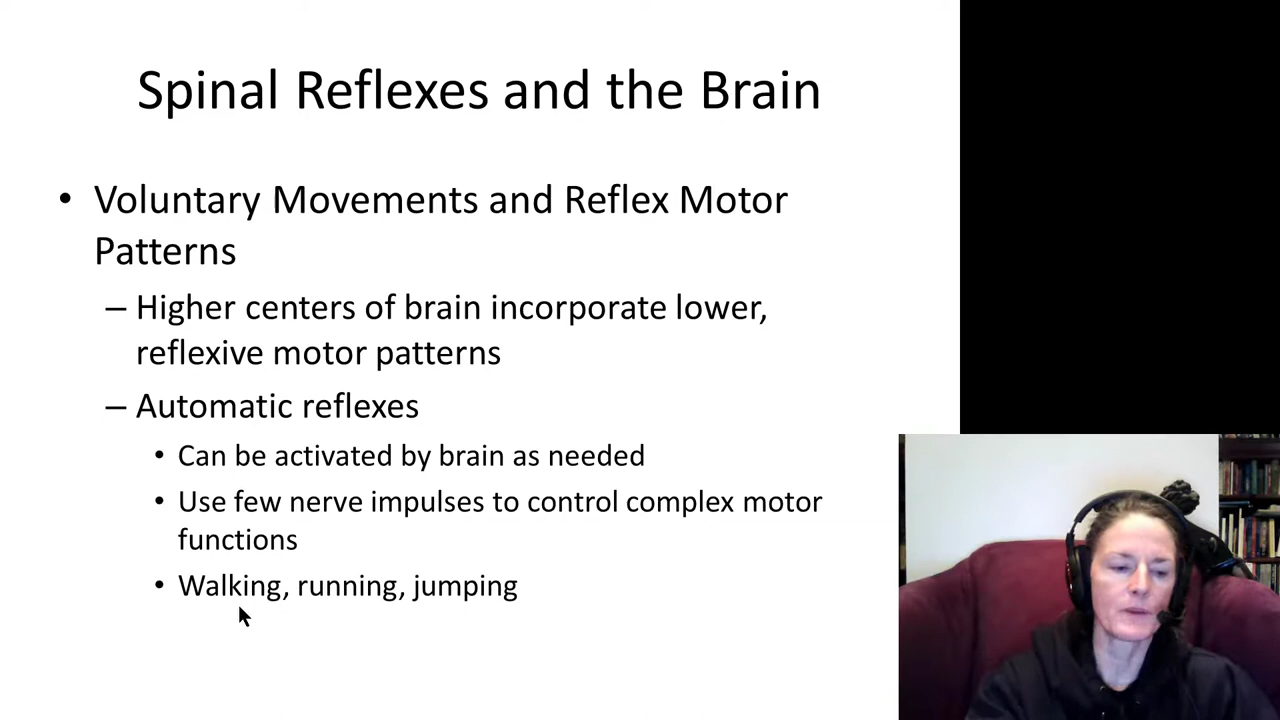 Spinal Reflexes and the Brain
• Voluntary Movements and Reflex Motor
Patterns
– Higher centers of brain incorporate lower,
reflexive motor patterns
– Automatic reflexes
• Can be activated by brain as needed
• Use few nerve impulses to control complex motor
functions
• Walking, running, jumping